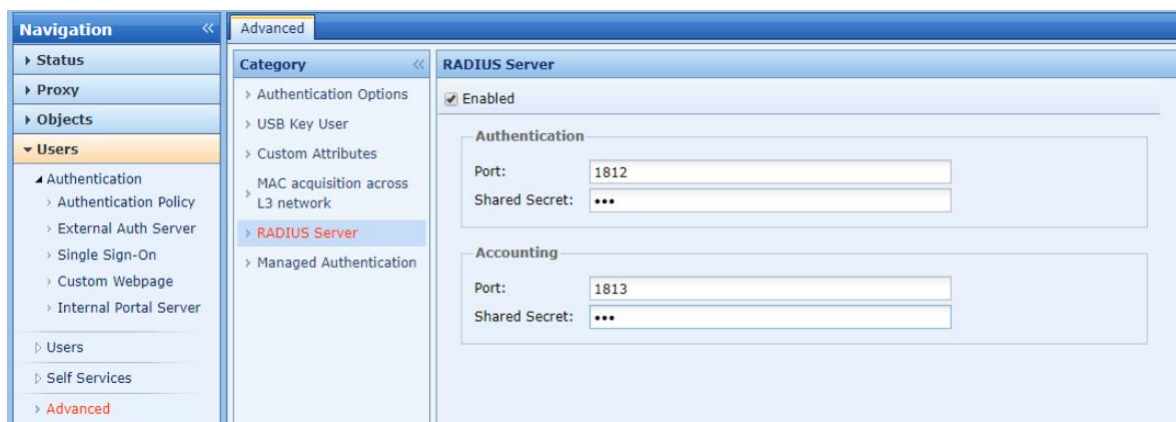 Navigation
Status
Proxy
Objects
Users
Authentication
Authentication Policy
External Auth Server
Single Sign-On
Custom Webpage
Internal Portal Server
Users
Self Services
Advanced
Advanced
Category
Authentication Options
USB Key User
Custom Attributes
MAC acquisition across
L3 network
RADIUS Server
Managed Authentication
RADIUS Server
Enabled
Authentication
Port: 1812
Shared Secret: •••
Accounting
Port: 1813
Shared Secret: •••